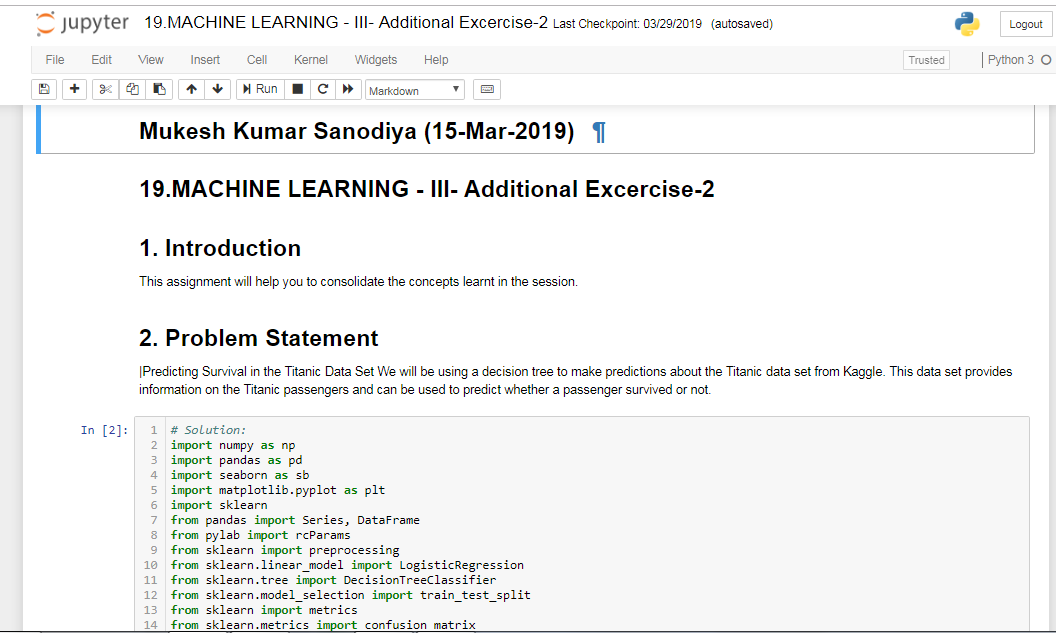 jupyter 19.MACHINE LEARNING - III- Additional Excercise-2 Last Checkpoint: 03/29/2019 (autosaved) Logout
File Edit View Insert Cell Kernel Widgets Help Trusted Python 3
Run Markdown
Mukesh Kumar Sanodiya (15-Mar-2019) ¶
19.MACHINE LEARNING - III- Additional Excercise-2
1. Introduction
This assignment will help you to consolidate the concepts learnt in the session.
2. Problem Statement
|Predicting Survival in the Titanic Data Set We will be using a decision tree to make predictions about the Titanic data set from Kaggle. This data set provides
information on the Titanic passengers and can be used to predict whether a passenger survived or not.
In [2]: 1 # Solution:
2 import numpy as np
3 import pandas as pd
4 import seaborn as sb
5 import matplotlib.pyplot as plt
6 import sklearn
7 from pandas import Series, DataFrame
8 from pylab import rcParams
9 from sklearn import preprocessing
10 from sklearn.linear_model import LogisticRegression
11 from sklearn.tree import DecisionTreeClassifier
12 from sklearn.model_selection import train_test_split
13 from sklearn import metrics
14 from sklearn.metrics import confusion_matrix